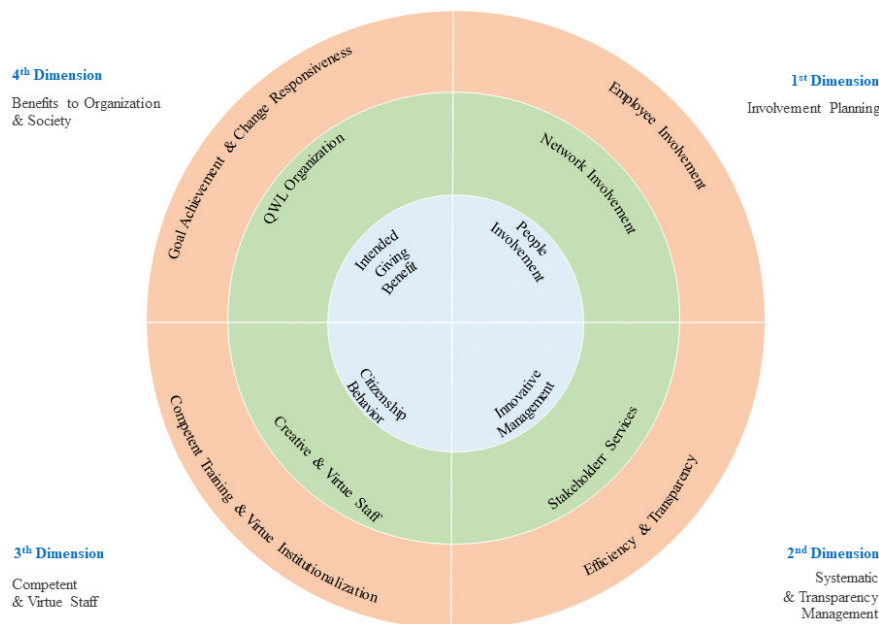 4th Dimension
Benefits to Organization
& Society
1st Dimension
Involvement Planning
Goal Achievement & Change Responsiveness
Employee Involvement
QWL Organization
Network Involvement
Intended
Giving
Benefit
People
Involvement
Citizenship
Behavior
Innovative
Management
Creative & Virtue Staff
Stakeholderr Services
Competent Training & Virtue Institutionalization
Efficiency & Transparency
3th Dimension
Competent
& Virtue Staff
2nd Dimension
Systematic
& Transparency
Management